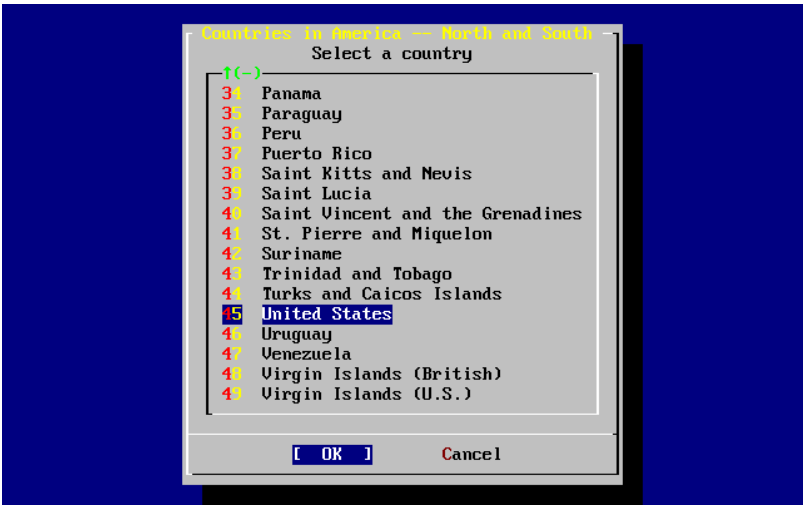 Countries in America -- North and South
Select a country
↑(-)
34 Panama
35 Paraguay
36 Peru
37 Puerto Rico
38 Saint Kitts and Nevis
39 Saint Lucia
40 Saint Vincent and the Grenadines
41 St. Pierre and Miquelon
42 Suriname
43 Trinidad and Tobago
44 Turks and Caicos Islands
45 United States
46 Uruguay
47 Venezuela
48 Virgin Islands (British)
49 Virgin Islands (U.S.)
[ OK ] Cancel